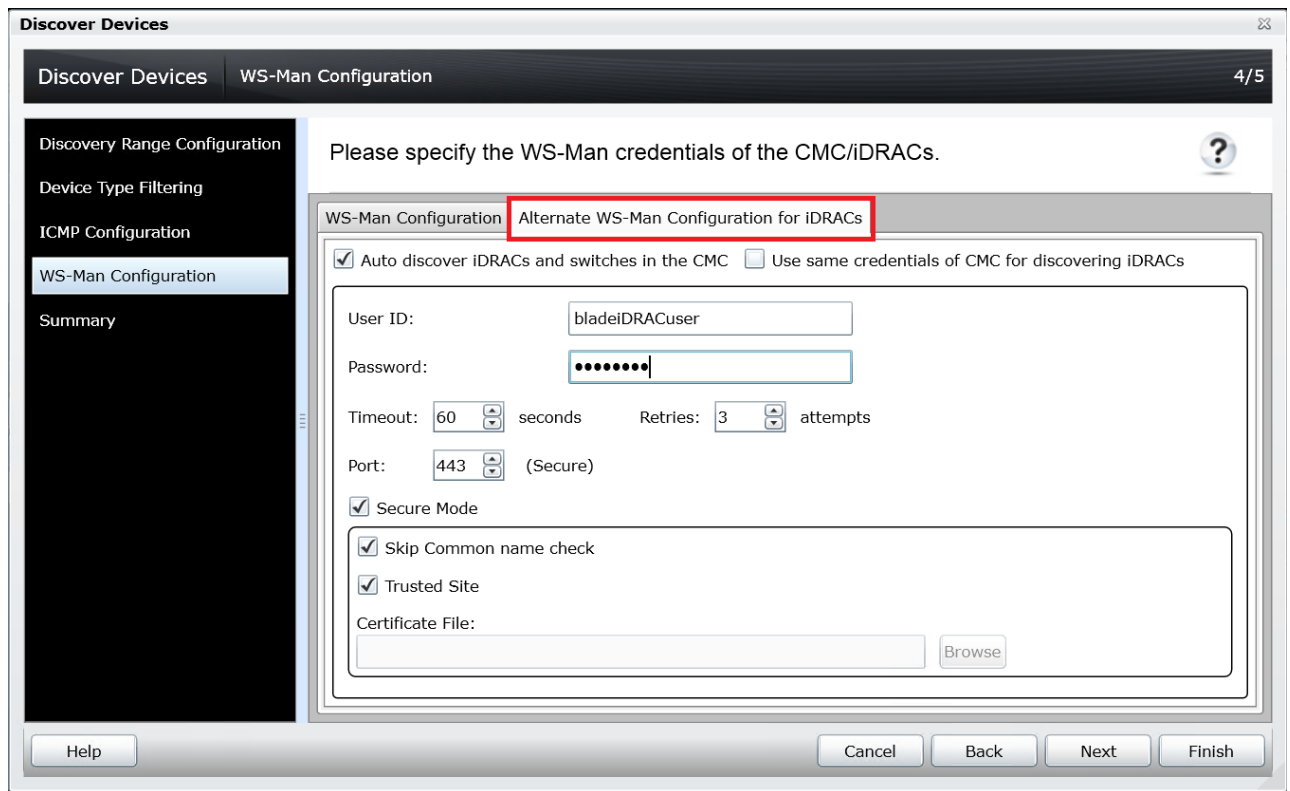 Discover Devices
Discover Devices WS-Man Configuration 4/5
Discovery Range Configuration
Device Type Filtering
ICMP Configuration
WS-Man Configuration
Summary
Please specify the WS-Man credentials of the CMC/iDRACs.
?
WS-Man Configuration Alternate WS-Man Configuration for iDRACs
Auto discover iDRACs and switches in the CMC Use same credentials of CMC for discovering iDRACs
User ID: bladeiDRACuser
Password: ••••••••
Timeout: 60 seconds Retries: 3 attempts
Port: 443 (Secure)
Secure Mode
Skip Common name check
Trusted Site
Certificate File:
Browse
Help Cancel Back Next Finish